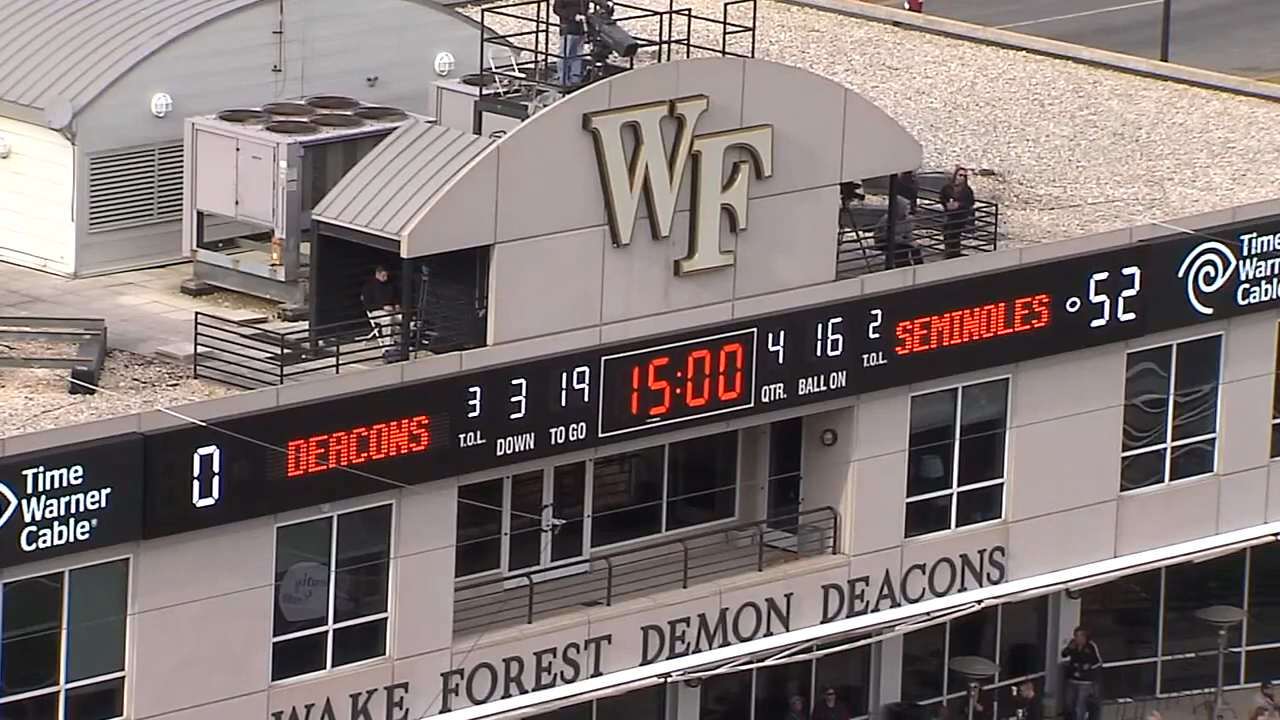 WF
Time
Warner
Cable
0 DEACONS 3 T.O.L. 3 DOWN 19 TO GO 15:00 4 QTR. 16 BALL ON 2 T.O.L. SEMINOLES 52
Time
Warner
Cable
WAKE FOREST DEMON DEACONS